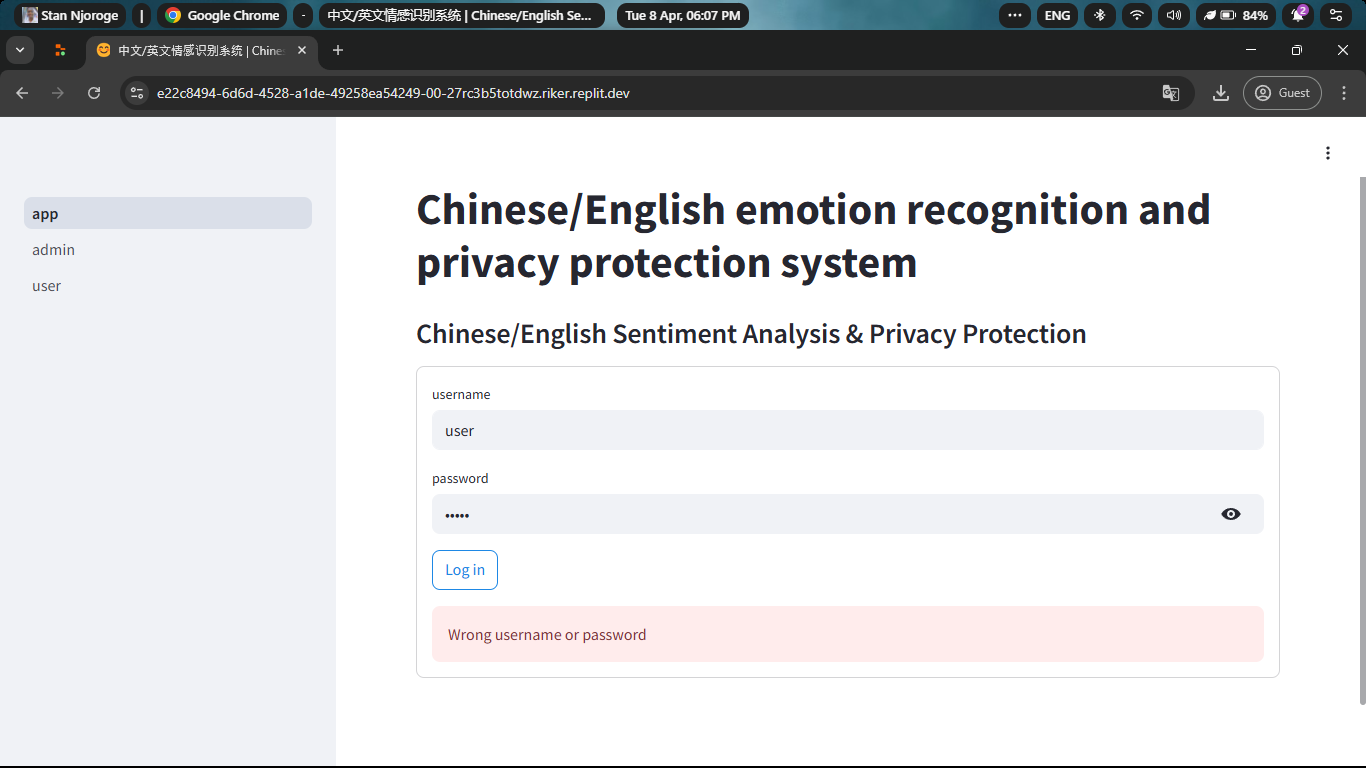 Stan Njoroge | Google Chrome - 中文/英文情感识别系统 | Chinese/English Se... Tue 8 Apr, 06:07 PM ENG 84% 2
中文/英文情感识别系统 | Chines
e22c8494-6d6d-4528-a1de-49258ea54249-00-27rc3b5totdwz.riker.replit.dev Guest
app
admin
user
Chinese/English emotion recognition and
privacy protection system
Chinese/English Sentiment Analysis & Privacy Protection
username
user
password
•••••
Log in
Wrong username or password